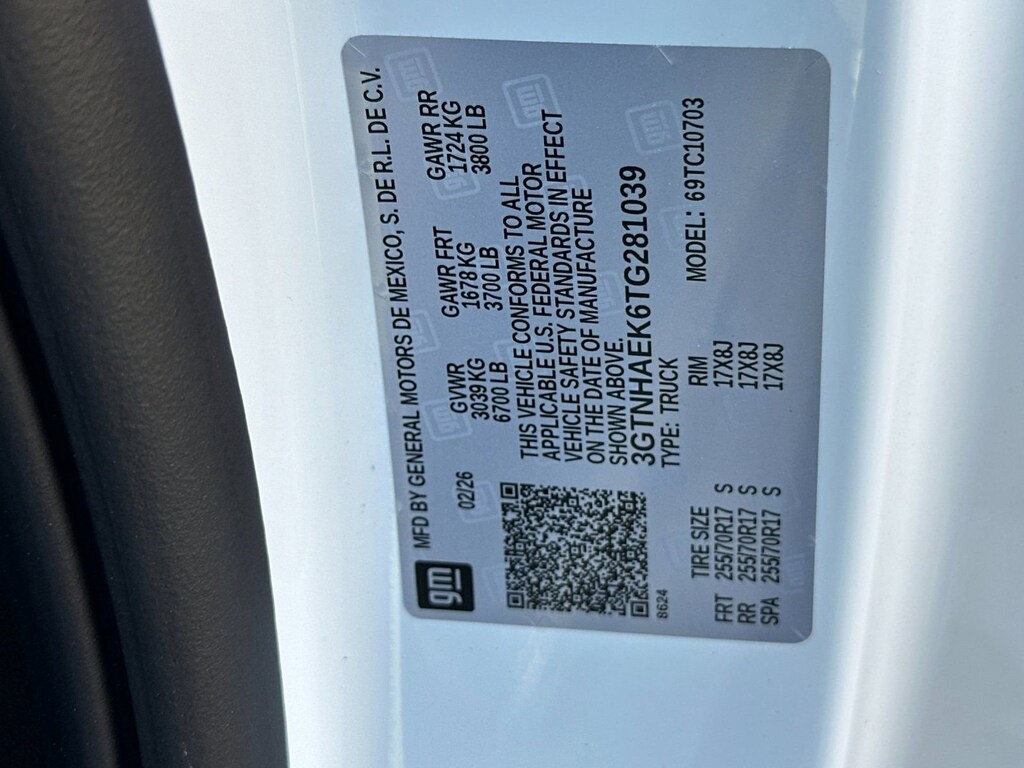 gm
MFD BY GENERAL MOTORS DE MEXICO, S. DE R.L. DE C.V.
02/26 GVWR GAWR FRT GAWR RR
3039 KG 1678 KG 1724 KG
6700 LB 3700 LB 3800 LB
THIS VEHICLE CONFORMS TO ALL
APPLICABLE U.S. FEDERAL MOTOR
VEHICLE SAFETY STANDARDS IN EFFECT
ON THE DATE OF MANUFACTURE
SHOWN ABOVE.
3GTNHAEK6TG281039
8624 TYPE: TRUCK
TIRE SIZE RIM MODEL: 69TC10703
FRT 255/70R17 S 17X8J
RR 255/70R17 S 17X8J
SPA 255/70R17 S 17X8J